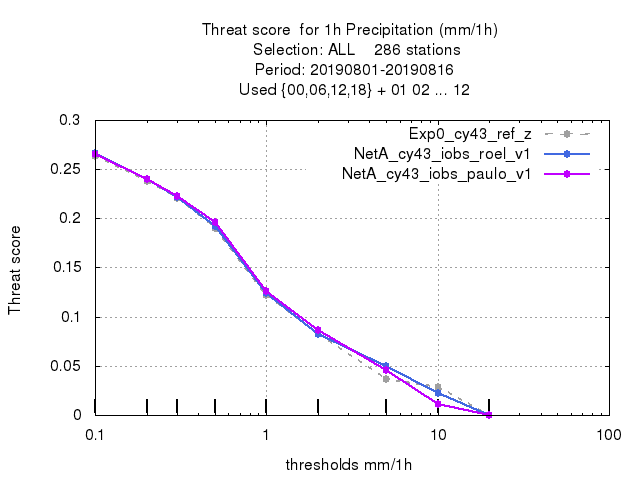 Threat score  for 1h Precipitation (mm/1h)
Selection: ALL    286 stations
Period: 20190801-20190816
Used {00,06,12,18} + 01 02 ... 12
Exp0_cy43_ref_z
NetA_cy43_iobs_roel_v1
NetA_cy43_iobs_paulo_v1
Threat score
0.3
0.25
0.2
0.15
0.1
0.05
0
0.1 1 10 100
thresholds mm/1h